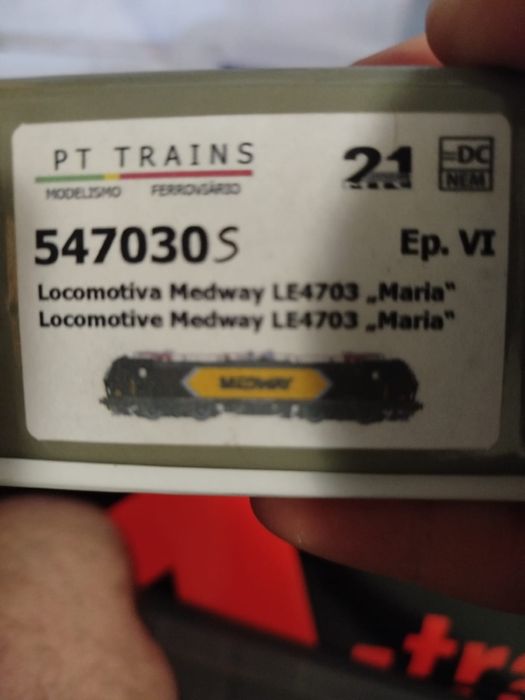 PT TRAINS
MODELISMO FERROVIÁRIO
21
=DC
NEM
547030S
Ep. VI
Locomotiva Medway LE4703 „Maria“
Locomotive Medway LE4703 „Maria“
MEDWAY
-tra